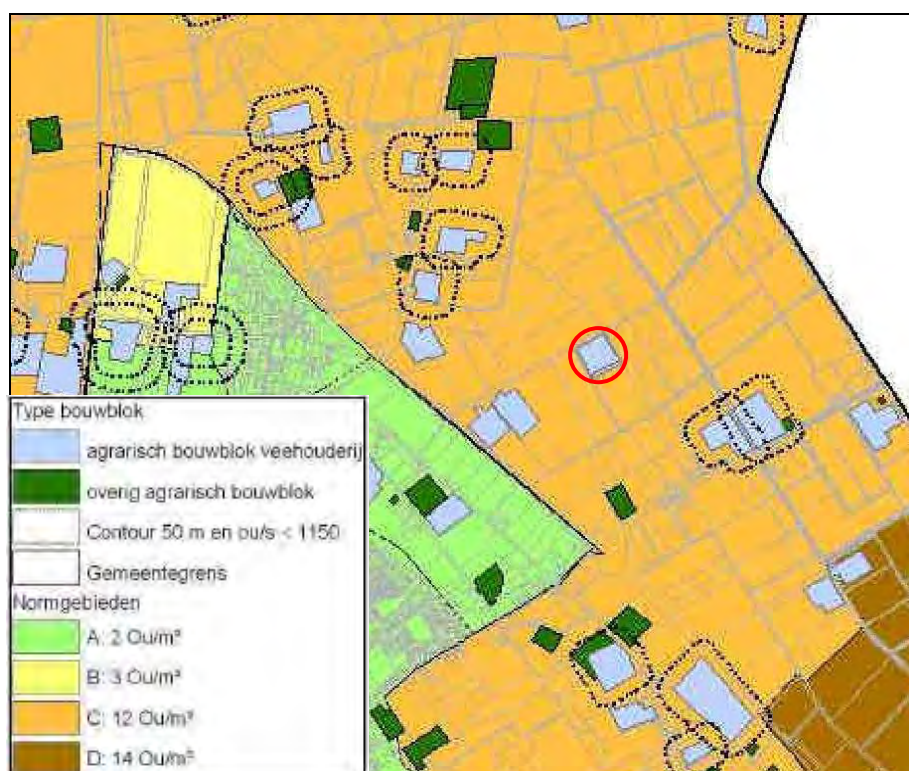 Type bouwblok
agrarisch bouwblok veehouderij
overig agrarisch bouwblok
Contour 50 m en ou/s < 1150
Gemeentegrens
Normgebieden
A: 2 Ou/m³
B: 3 Ou/m³
C: 12 Ou/m³
D: 14 Ou/m³